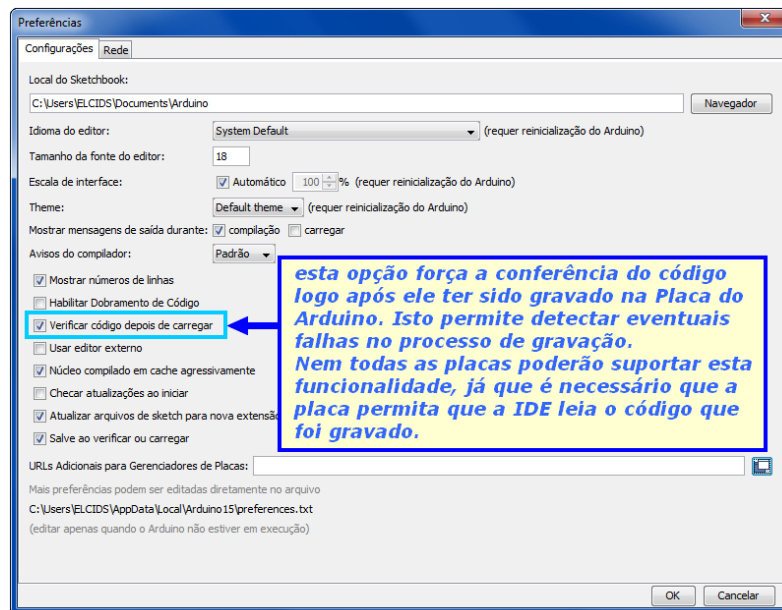 Preferências
Configurações Rede
Local do Sketchbook:
C:\Users\ELCIDS\Documents\Arduino Navegador
Idioma do editor: System Default (requer reinicialização do Arduino)
Tamanho da fonte do editor: 18
Escala de interface: Automático 100 % (requer reinicialização do Arduino)
Theme: Default theme (requer reinicialização do Arduino)
Mostrar mensagens de saída durante: compilação carregar
Avisos do compilador: Padrão
Mostrar números de linhas
Habilitar Dobramento de Código
Verificar código depois de carregar
Usar editor externo
Núcleo compilado em cache agressivamente
Checar atualizações ao iniciar
Atualizar arquivos de sketch para nova extensão
Salve ao verificar ou carregar
esta opção força a conferência do código
logo após ele ter sido gravado na Placa do
Arduino. Isto permite detectar eventuais
falhas no processo de gravação.
Nem todas as placas poderão suportar esta
funcionalidade, já que é necessário que a
placa permita que a IDE leia o código que
foi gravado.
URLs Adicionais para Gerenciadores de Placas:
Mais preferências podem ser editadas diretamente no arquivo
C:\Users\ELCIDS\AppData\Local\Arduino15\preferences.txt
(editar apenas quando o Arduino não estiver em execução)
OK Cancelar